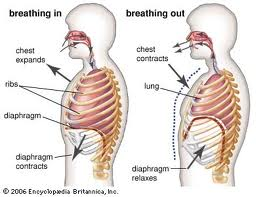 breathing in
chest
expands
ribs
diaphragm
diaphragm
contracts
breathing out
chest
contracts
lung
diaphragm
relaxes
© 2006 Encyclopædia Britannica, Inc.